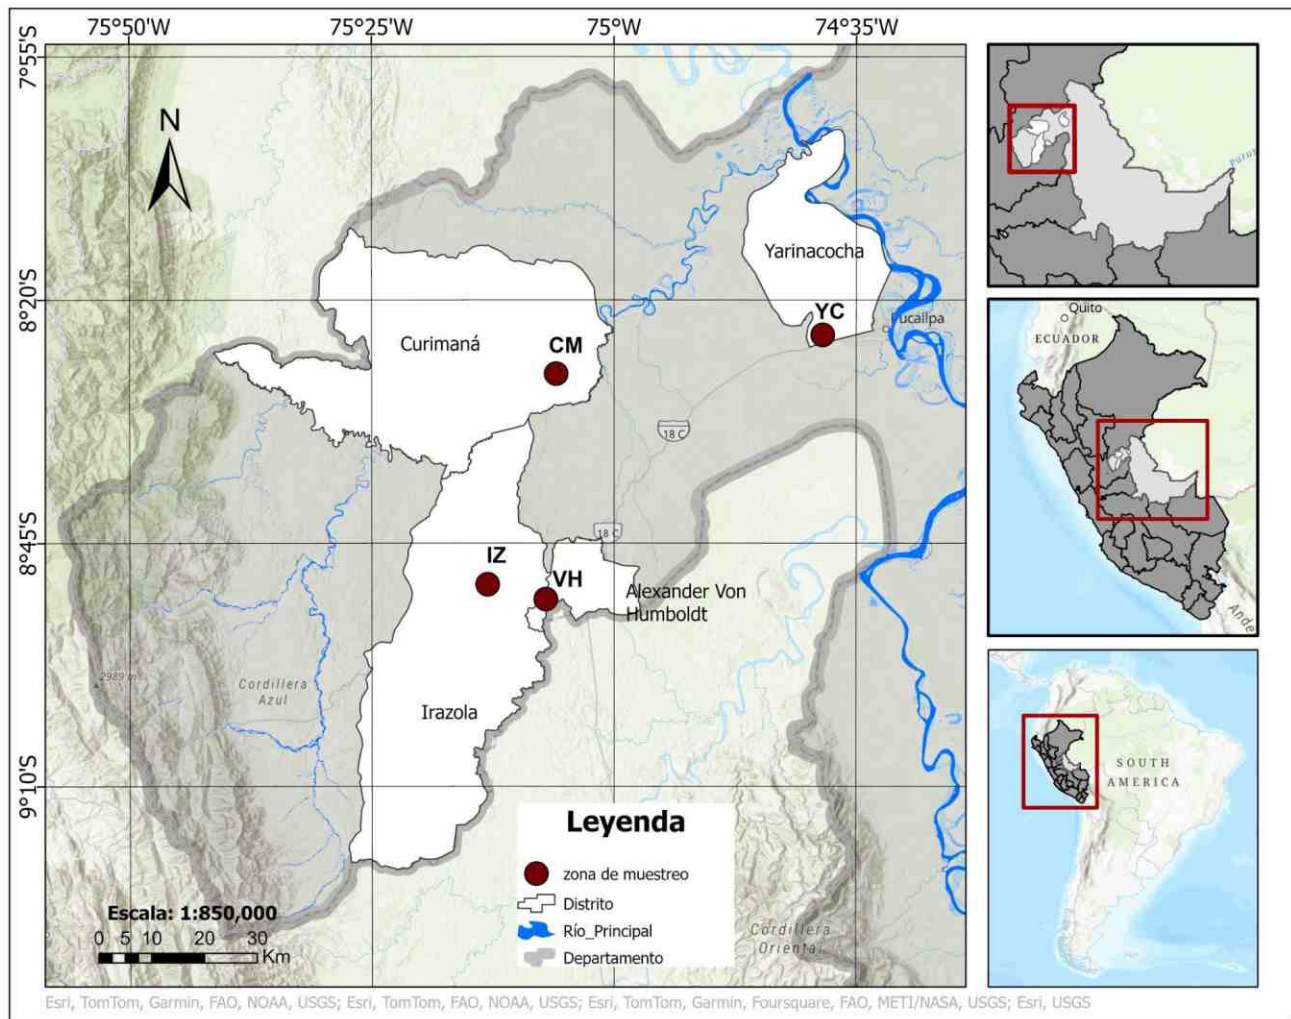 75°50'W 75°25'W 75°0'W 74°35'W
7°55'S
N
Yarinacocha
8°20'S
YC
Pucallpa
Curimaná
CM
18 C
8°45'S
18 C
IZ
VH
Alexander Von
Humboldt
2989 m
Cordillera
Azul
Irazola
9°10'S
Leyenda
zona de muestreo
Distrito
Río_Principal
Departamento
Escala: 1:850,000
0 5 10 20 30
Km
Cordillera
Oriental
Purus
Quito
ECUADOR
Ande
SOUTH
AMERICA
Esri, TomTom, Garmin, FAO, NOAA, USGS; Esri, TomTom, FAO, NOAA, USGS; Esri, TomTom, Garmin, Foursquare, FAO, METI/NASA, USGS; Esri, USGS